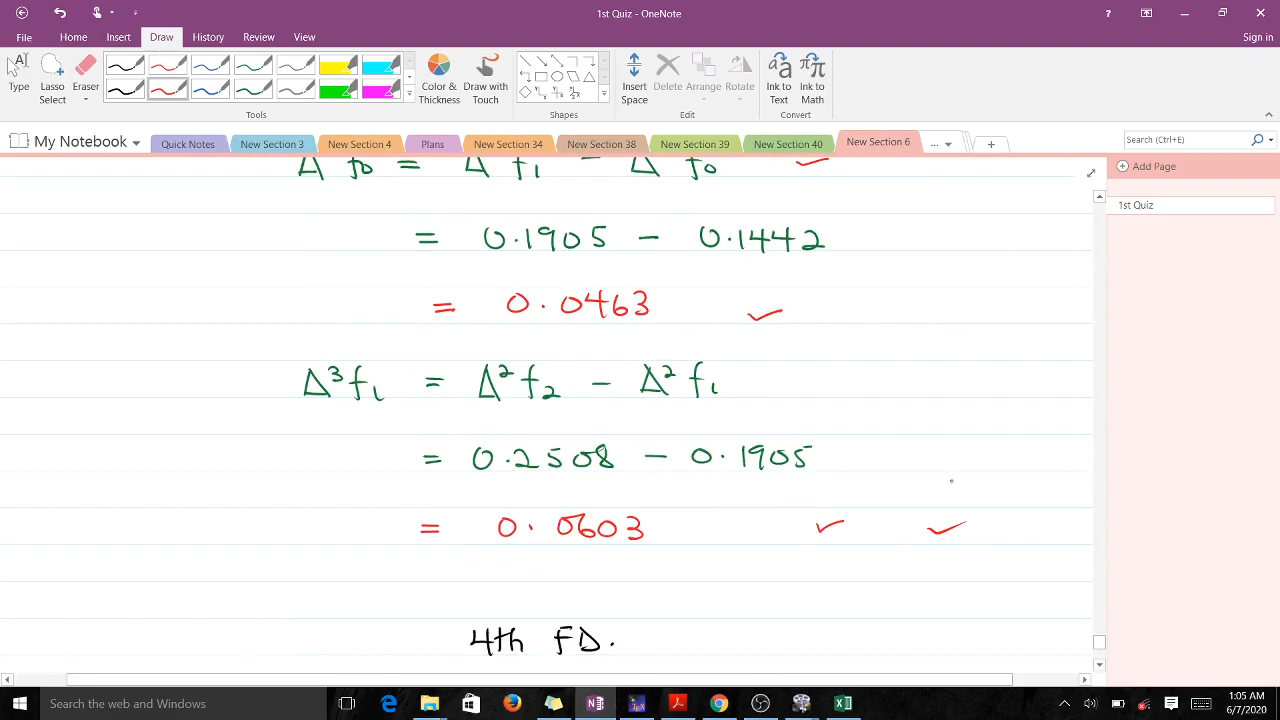 1st Quiz - OneNote
? 
File Home Insert Draw History Review View Sign in
Type Lasso Select Eraser Color & Thickness Draw with Touch Insert Space Delete Arrange Rotate Ink to Text Ink to Math
Tools Shapes Edit Convert
My Notebook Quick Notes New Section 3 New Section 4 Plans New Section 34 New Section 38 New Section 39 New Section 40 New Section 6 ... Search (Ctrl+E)
Add Page
1st Quiz
Δ f₀ = Δ f₁ - Δ f₀ ✓
= 0.1905 - 0.1442
= 0.0463 ✓
Δ³f₁ = Δ²f₂ - Δ²f₁
= 0.2508 - 0.1905
= 0.0603 ✓ ✓
4th FD.
Search the web and Windows
1:05 AM
6/7/2020